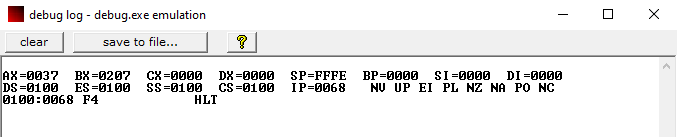 debug log - debug.exe emulation
clear save to file... ?
AX=0037 BX=0207 CX=0000 DX=0000 SP=FFFE BP=0000 SI=0000 DI=0000
DS=0100 ES=0100 SS=0100 CS=0100 IP=0068 NV UP EI PL NZ NA PO NC
0100:0068 F4 HLT